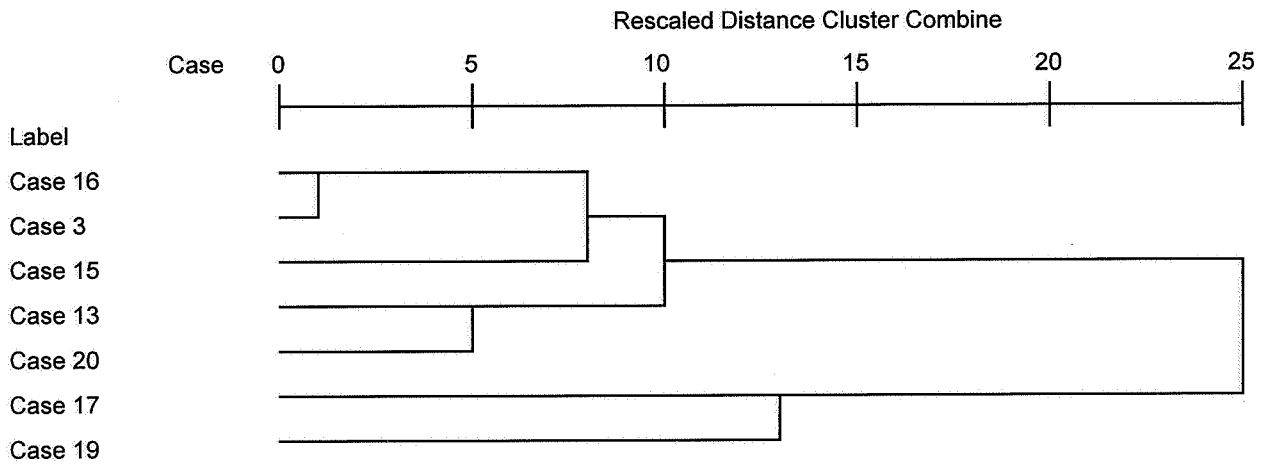 Rescaled Distance Cluster Combine
Case 0 5 10 15 20 25
Label
Case 16
Case 3
Case 15
Case 13
Case 20
Case 17
Case 19